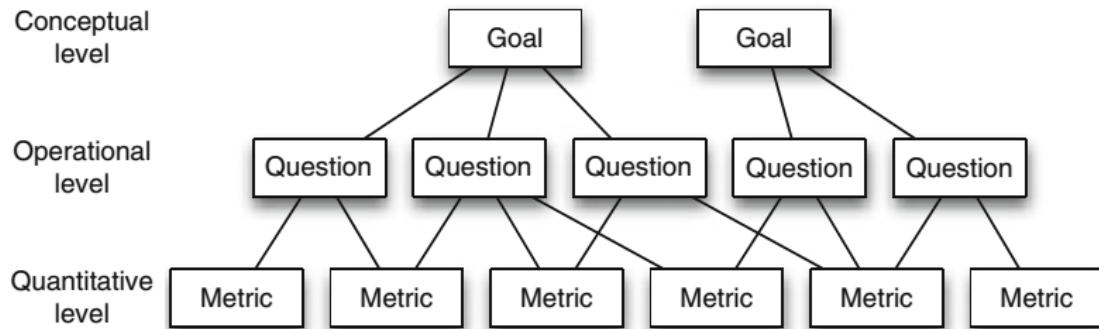 Conceptual
level
Goal
Goal
Operational
level
Question
Question
Question
Question
Question
Quantitative
level
Metric
Metric
Metric
Metric
Metric
Metric